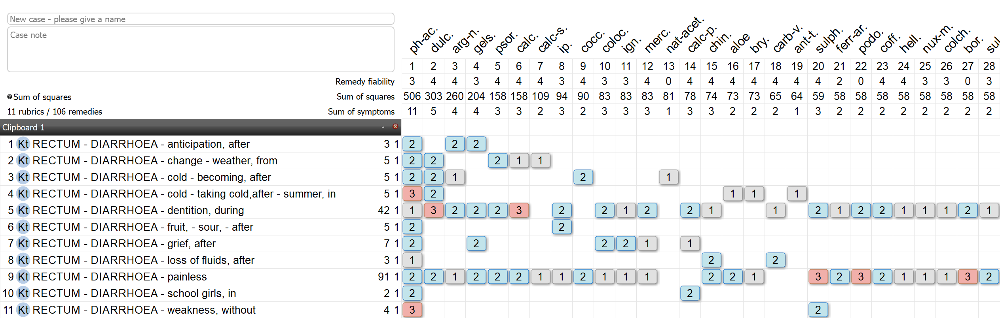 New case - please give a name
Case note
ph-ac. dulc. arg-n. gels. psor. calc. calc-s. ip. cocc. coloc. ign. merc. nat-acet. calc-p. chin. aloe bry. carb-v. ant-t. sulph. ferr-ar. podo. coff. hell. nux-m. colch. bor. sul
1 2 3 4 5 6 7 8 9 10 11 12 13 14 15 16 17 18 19 20 21 22 23 24 25 26 27 28
Remedy fiability 3 4 4 3 4 4 4 3 4 3 3 4 0 4 4 4 4 4 4 4 2 0 4 4 3 3 0 3
Sum of squares Sum of squares 506 303 260 204 158 158 109 94 90 83 83 83 81 78 74 73 73 65 64 59 58 58 58 58 58 58 58 58
11 rubrics / 106 remedies Sum of symptoms 11 5 4 4 3 3 2 3 2 3 3 3 1 3 3 2 2 2 1 3 2 2 2 2 2 2 2 2
Clipboard 1
1 Kt RECTUM - DIARRHOEA - anticipation, after 3 1 2 2 2
2 Kt RECTUM - DIARRHOEA - change - weather, from 5 1 2 2 2 1 1
3 Kt RECTUM - DIARRHOEA - cold - becoming, after 5 1 2 2 1 2 1
4 Kt RECTUM - DIARRHOEA - cold - taking cold,after - summer, in 5 1 3 2 1 1 1
5 Kt RECTUM - DIARRHOEA - dentition, during 42 1 1 3 2 2 2 3 2 2 1 2 2 1 1 2 1 2 2 1 1 1 2 1
6 Kt RECTUM - DIARRHOEA - fruit, - sour, - after 5 1 2 2
7 Kt RECTUM - DIARRHOEA - grief, after 7 1 2 2 2 2 1 1
8 Kt RECTUM - DIARRHOEA - loss of fluids, after 3 1 1 2 2
9 Kt RECTUM - DIARRHOEA - painless 91 1 2 2 1 2 2 2 1 1 2 1 1 1 2 2 1 3 2 3 2 1 1 1 3 2
10 Kt RECTUM - DIARRHOEA - school girls, in 2 1 2 2
11 Kt RECTUM - DIARRHOEA - weakness, without 4 1 3 2